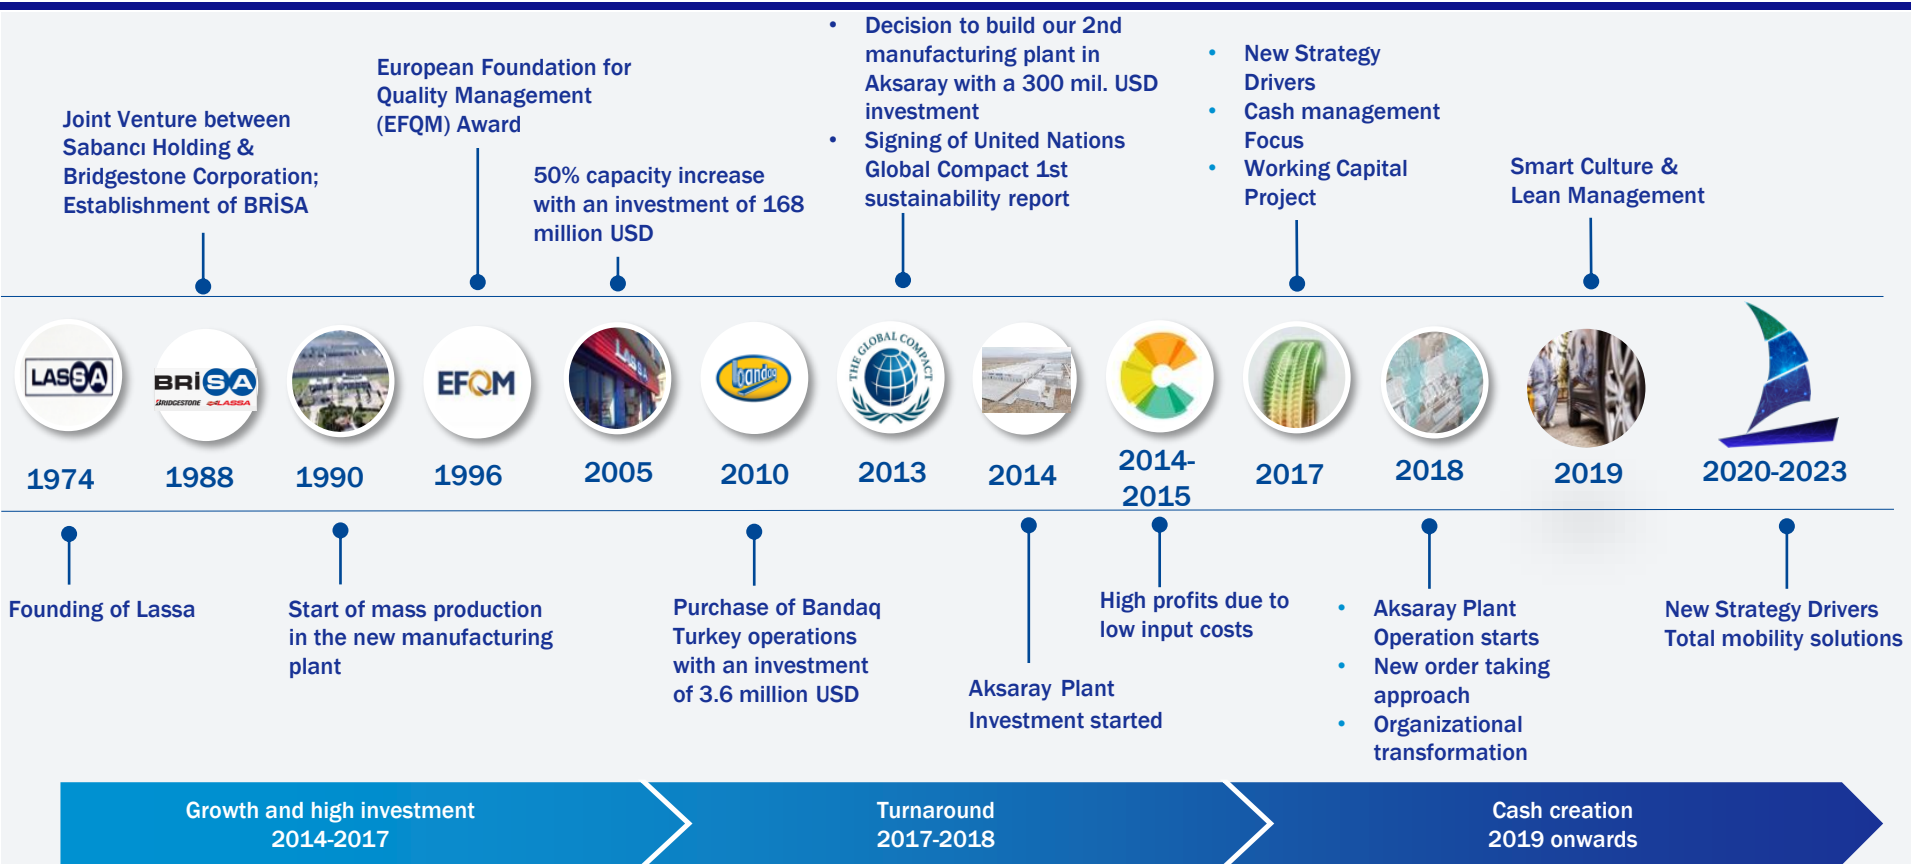 Joint Venture between
Sabancı Holding &
Bridgestone Corporation;
Establishment of BRİSA
European Foundation for
Quality Management
(EFQM) Award
50% capacity increase
with an investment of 168
million USD
• Decision to build our 2nd
manufacturing plant in
Aksaray with a 300 mil. USD
investment
• Signing of United Nations
Global Compact 1st
sustainability report
• New Strategy
Drivers
• Cash management
Focus
• Working Capital
Project
Smart Culture &
Lean Management
LASSA
BRİSA
BRIDGESTONE LASSA
EFQM
LASSA
bandaq
THE GLOBAL COMPACT
1974
1988
1990
1996
2005
2010
2013
2014
2014-
2015
2017
2018
2019
2020-2023
Founding of Lassa
Start of mass production
in the new manufacturing
plant
Purchase of Bandaq
Turkey operations
with an investment
of 3.6 million USD
Aksaray Plant
Investment started
High profits due to
low input costs
• Aksaray Plant
Operation starts
• New order taking
approach
• Organizational
transformation
New Strategy Drivers
Total mobility solutions
Growth and high investment
2014-2017
Turnaround
2017-2018
Cash creation
2019 onwards